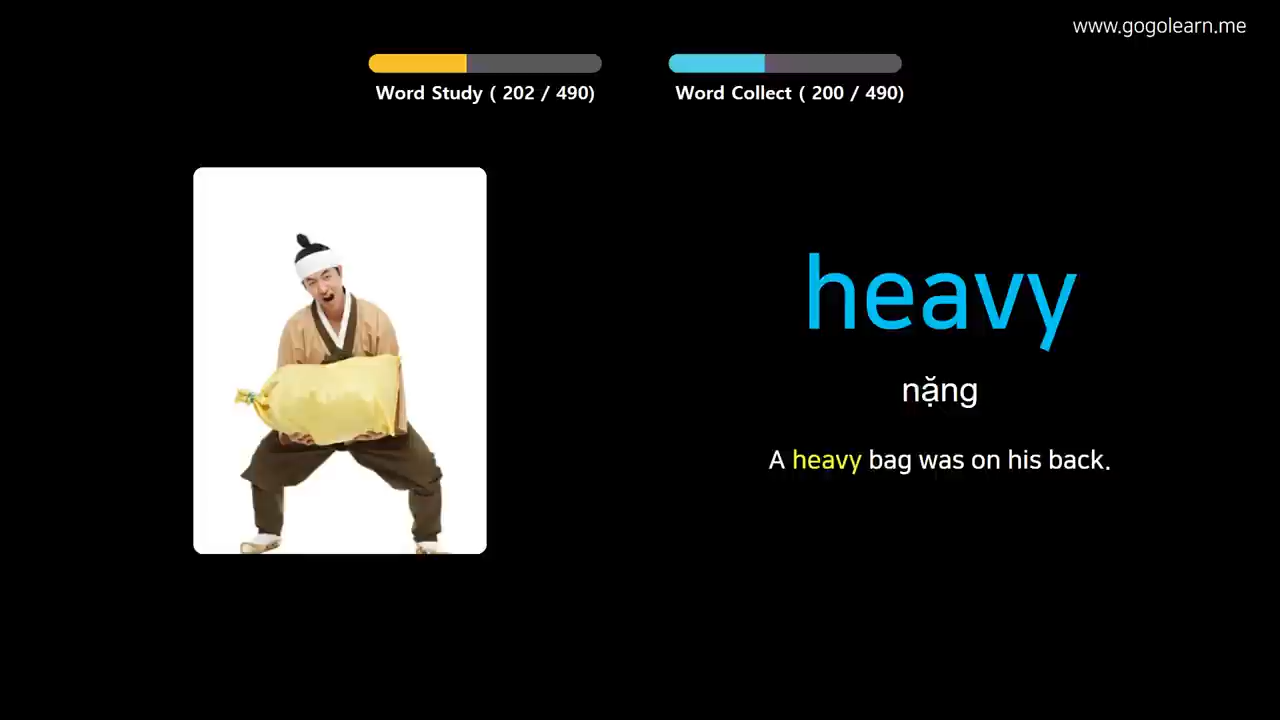 www.gogolearn.me
Word Study ( 202 / 490)
Word Collect ( 200 / 490)
heavy
nặng
A heavy bag was on his back.